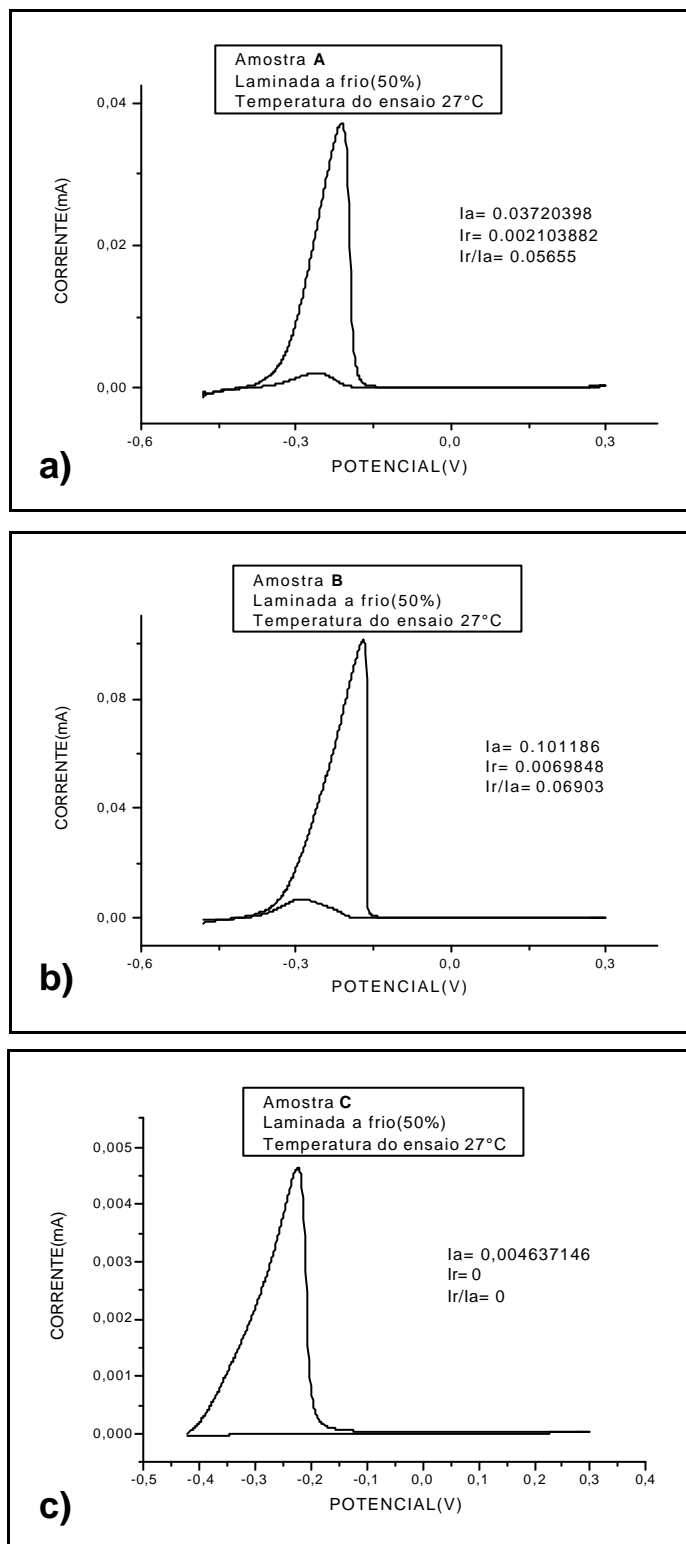 Amostra A
Laminada a frio(50%)
Temperatura do ensaio 27°C
0,04
0,02
0,00
CORRENTE(mA)
Ia= 0.03720398
Ir= 0.002103882
Ir/Ia= 0.05655
-0,6
-0,3
0,0
0,3
POTENCIAL(V)
a)
Amostra B
Laminada a frio(50%)
Temperatura do ensaio 27°C
0,08
0,04
0,00
CORRENTE(mA)
Ia= 0.101186
Ir= 0.0069848
Ir/Ia= 0.06903
-0,6
-0,3
0,0
0,3
POTENCIAL(V)
b)
Amostra C
Laminada a frio(50%)
Temperatura do ensaio 27°C
0,005
0,004
0,003
0,002
0,001
0,000
CORRENTE(mA)
Ia= 0,004637146
Ir= 0
Ir/Ia= 0
-0,5
-0,4
-0,3
-0,2
-0,1
0,0
0,1
0,2
0,3
0,4
POTENCIAL(V)
c)